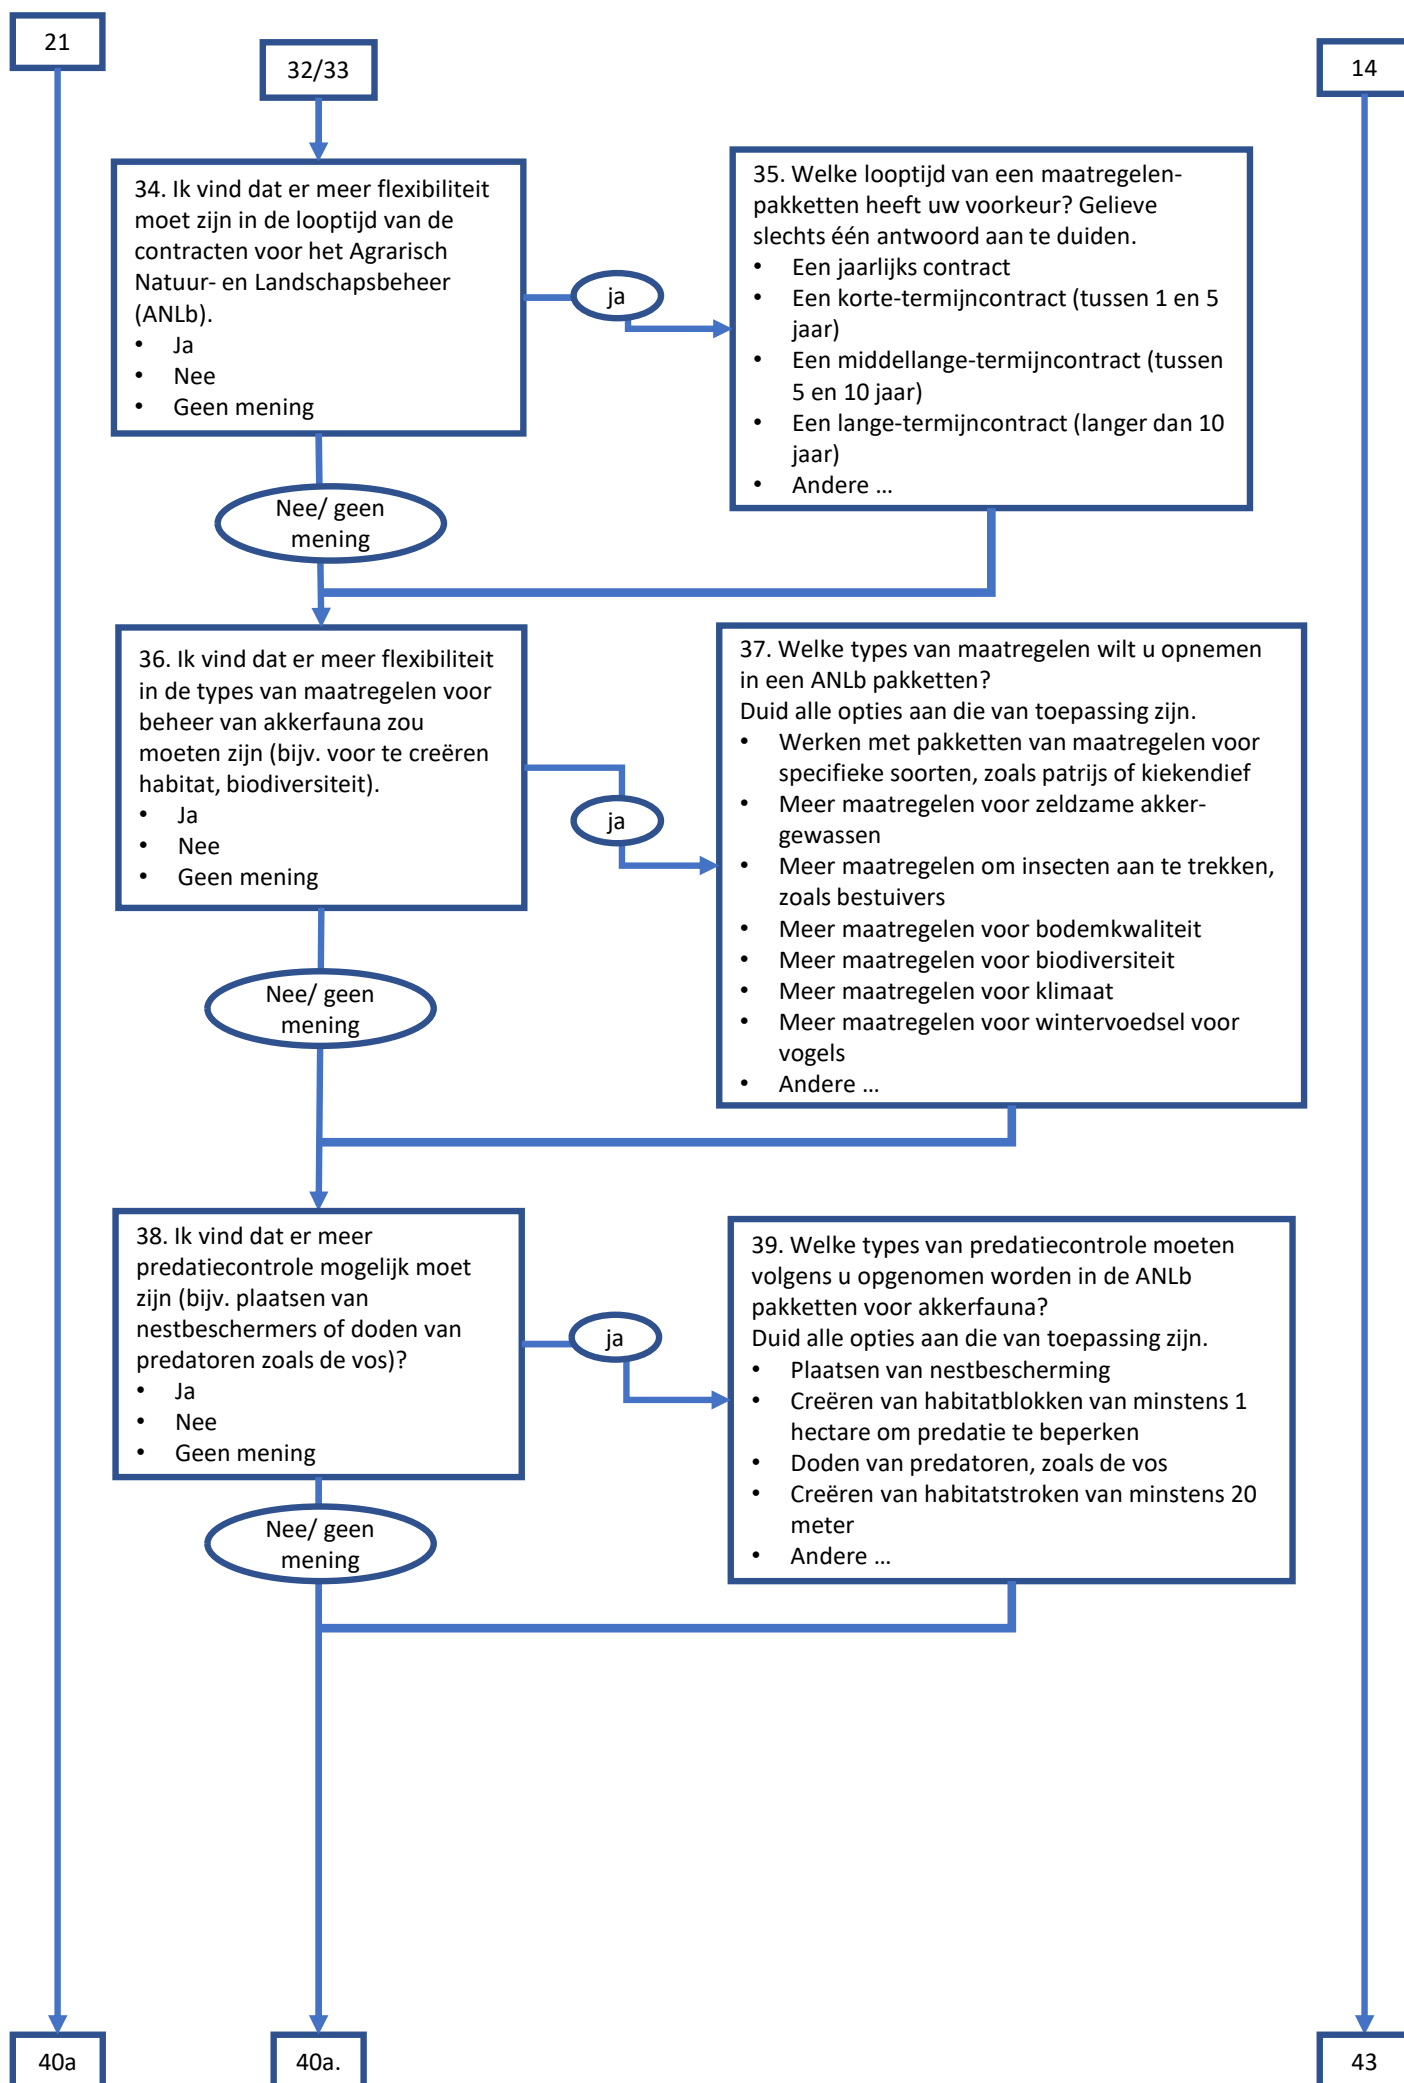 21
32/33
14
34. Ik vind dat er meer flexibiliteit
moet zijn in de looptijd van de
contracten voor het Agrarisch
Natuur- en Landschapsbeheer
(ANLb).
• Ja
• Nee
• Geen mening
ja
35. Welke looptijd van een maatregelen-
pakketten heeft uw voorkeur? Gelieve
slechts één antwoord aan te duiden.
• Een jaarlijks contract
• Een korte-termijncontract (tussen 1 en 5
jaar)
• Een middellange-termijncontract (tussen
5 en 10 jaar)
• Een lange-termijncontract (langer dan 10
jaar)
• Andere …
Nee/ geen
mening
36. Ik vind dat er meer flexibiliteit
in de types van maatregelen voor
beheer van akkerfauna zou
moeten zijn (bijv. voor te creëren
habitat, biodiversiteit).
• Ja
• Nee
• Geen mening
ja
37. Welke types van maatregelen wilt u opnemen
in een ANLb pakketten?
Duid alle opties aan die van toepassing zijn.
• Werken met pakketten van maatregelen voor
specifieke soorten, zoals patrijs of kiekendief
• Meer maatregelen voor zeldzame akker-
gewassen
• Meer maatregelen om insecten aan te trekken,
zoals bestuivers
• Meer maatregelen voor bodemkwaliteit
• Meer maatregelen voor biodiversiteit
• Meer maatregelen voor klimaat
• Meer maatregelen voor wintervoedsel voor
vogels
• Andere …
Nee/ geen
mening
38. Ik vind dat er meer
predatiecontrole mogelijk moet
zijn (bijv. plaatsen van
nestbeschermers of doden van
predatoren zoals de vos)?
• Ja
• Nee
• Geen mening
ja
39. Welke types van predatiecontrole moeten
volgens u opgenomen worden in de ANLb
pakketten voor akkerfauna?
Duid alle opties aan die van toepassing zijn.
• Plaatsen van nestbescherming
• Creëren van habitatblokken van minstens 1
hectare om predatie te beperken
• Doden van predatoren, zoals de vos
• Creëren van habitatstroken van minstens 20
meter
• Andere …
Nee/ geen
mening
40a
40a.
43